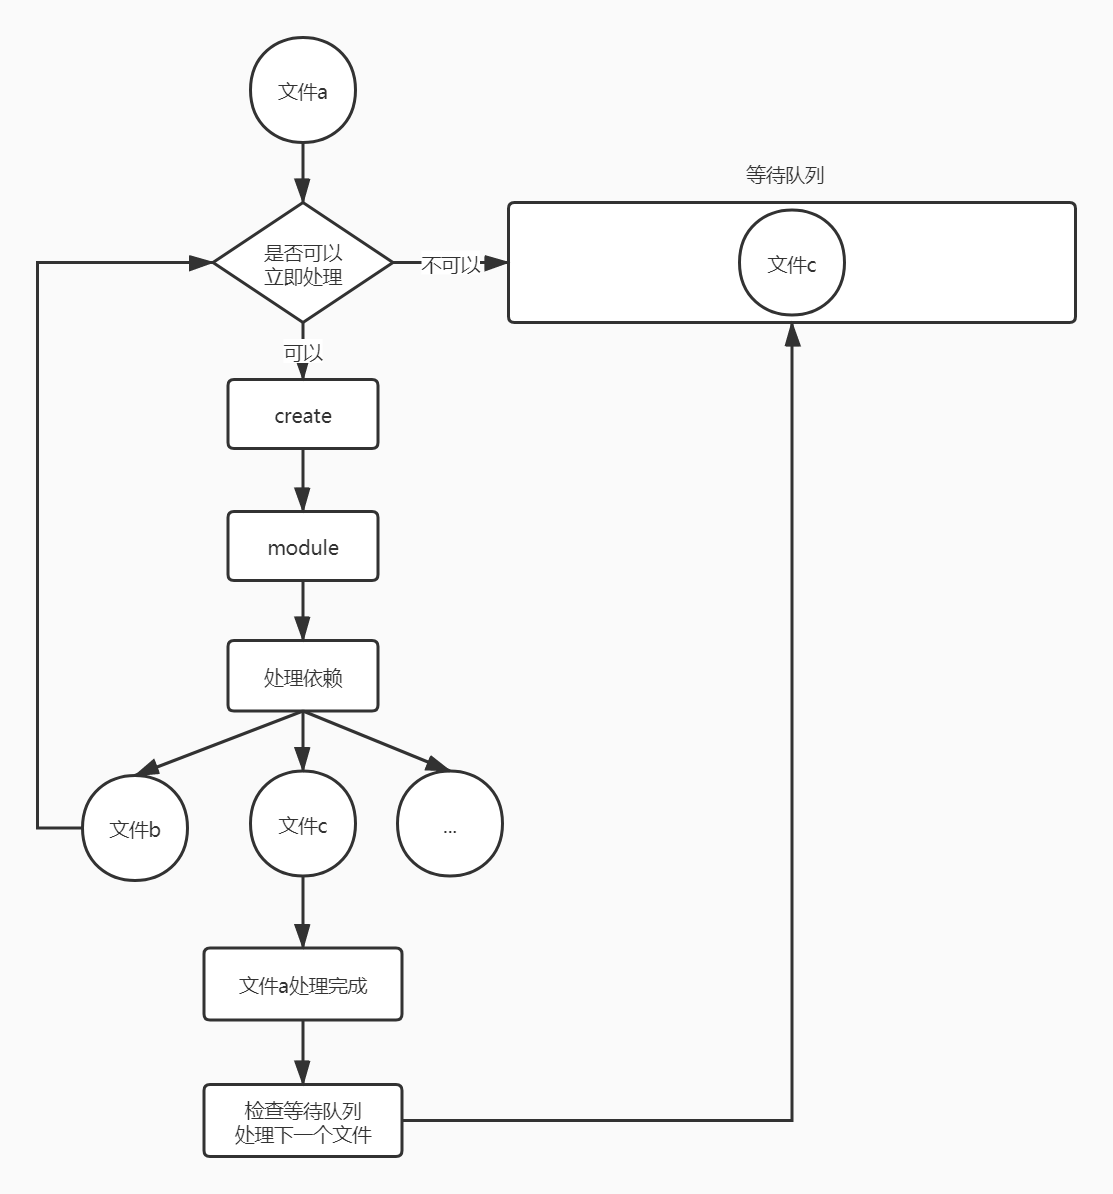 文件a
等待队列
是否可以
立即处理
不可以
文件c
可以
create
module
处理依赖
文件b
文件c
...
文件a处理完成
检查等待队列
处理下一个文件